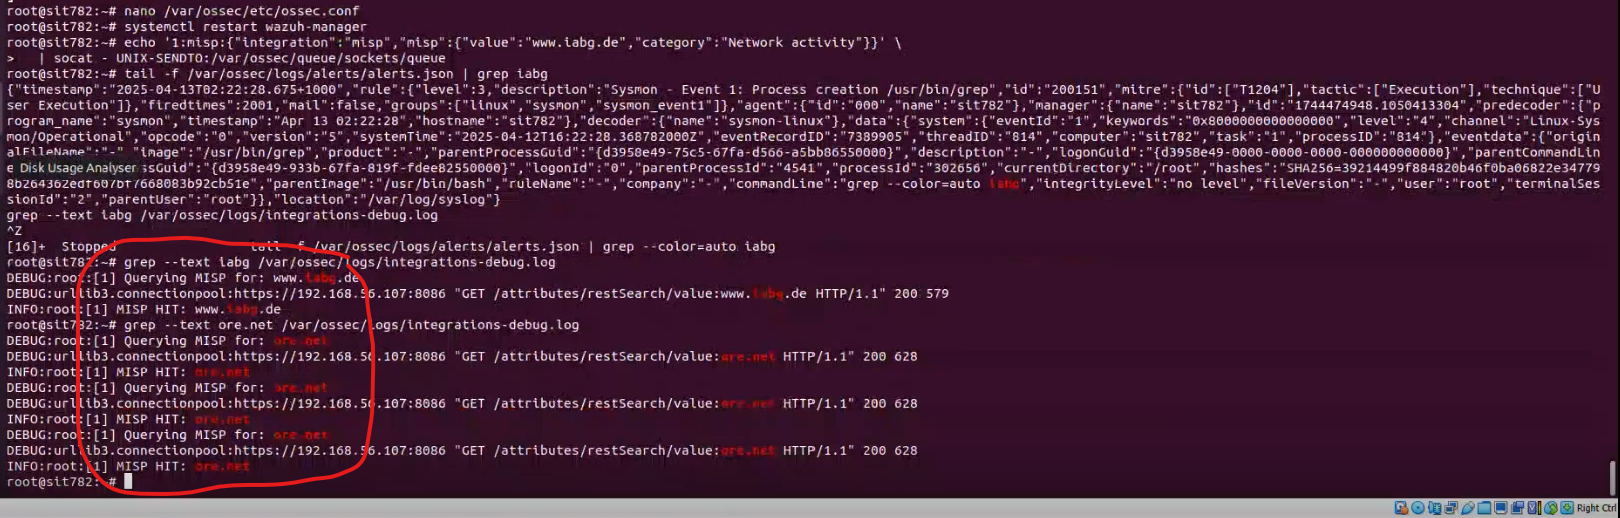 root@sit782:~# nano /var/ossec/etc/ossec.conf
root@sit782:~# systemctl restart wazuh-manager
root@sit782:~# echo '1:misp:{"integration":"misp","misp":{"value":"www.iabg.de","category":"Network activity"}}' \
>   | socat - UNIX-SENDTO:/var/ossec/queue/sockets/queue
root@sit782:~# tail -f /var/ossec/logs/alerts/alerts.json | grep iabg
{"timestamp":"2025-04-13T02:22:28.675+1000","rule":{"level":3,"description":"Sysmon - Event 1: Process creation /usr/bin/grep","id":"200151","mitre":{"id":["T1204"],"tactic":["Execution"],"technique":["U
ser Execution"]},"firedtimes":2001,"mail":false,"groups":["linux","sysmon","sysmon_event1"]},"agent":{"id":"000","name":"sit782"},"manager":{"name":"sit782"},"id":"1744474948.1050413304","predecoder":{"p
rogram_name":"sysmon","timestamp":"Apr 13 02:22:28","hostname":"sit782"},"decoder":{"name":"sysmon-linux"},"data":{"system":{"eventId":"1","keywords":"0x8000000000000000","level":"4","channel":"Linux-Sys
mon/Operational","opcode":"0","version":"5","systemTime":"2025-04-12T16:22:28.368782000Z","eventRecordID":"7389905","threadID":"814","computer":"sit782","task":"1","processID":"814"},"eventdata":{"origin
alFileName":"-","image":"/usr/bin/grep","product":"-","parentProcessGuid":"{d3958e49-75c5-67fa-d566-a5bb86550000}","description":"-","logonGuid":"{d3958e49-0000-0000-0000-000000000000}","parentCommandLin
Disk Usage Analyser ssGuid":"{d3958e49-933b-67fa-819f-fdee82550000}","logonId":"0","parentProcessId":"4541","processId":"302656","currentDirectory":"/root","hashes":"SHA256=39214499f884820b46f0ba06822e34779
8b264362edf607bf7668083b92cb51e","parentImage":"/usr/bin/bash","ruleName":"-","company":"-","commandLine":"grep --color=auto iabg","integrityLevel":"no level","fileVersion":"-","user":"root","terminalSes
sionId":"2","parentUser":"root"}},"location":"/var/log/syslog"}
grep --text iabg /var/ossec/logs/integrations-debug.log
^Z
[16]+  Stopped                 tail -f /var/ossec/logs/alerts/alerts.json | grep --color=auto iabg
root@sit782:~# grep --text iabg /var/ossec/logs/integrations-debug.log
DEBUG:root:[1] Querying MISP for: www.iabg.de
DEBUG:urllib3.connectionpool:https://192.168.56.107:8086 "GET /attributes/restSearch/value:www.iabg.de HTTP/1.1" 200 579
INFO:root:[1] MISP HIT: www.iabg.de
root@sit782:~# grep --text ore.net /var/ossec/logs/integrations-debug.log
DEBUG:root:[1] Querying MISP for: ore.net
DEBUG:urllib3.connectionpool:https://192.168.56.107:8086 "GET /attributes/restSearch/value:ore.net HTTP/1.1" 200 628
INFO:root:[1] MISP HIT: ore.net
DEBUG:root:[1] Querying MISP for: ore.net
DEBUG:urllib3.connectionpool:https://192.168.56.107:8086 "GET /attributes/restSearch/value:ore.net HTTP/1.1" 200 628
INFO:root:[1] MISP HIT: ore.net
DEBUG:root:[1] Querying MISP for: ore.net
DEBUG:urllib3.connectionpool:https://192.168.56.107:8086 "GET /attributes/restSearch/value:ore.net HTTP/1.1" 200 628
INFO:root:[1] MISP HIT: ore.net
root@sit782:~#
Right Ctrl